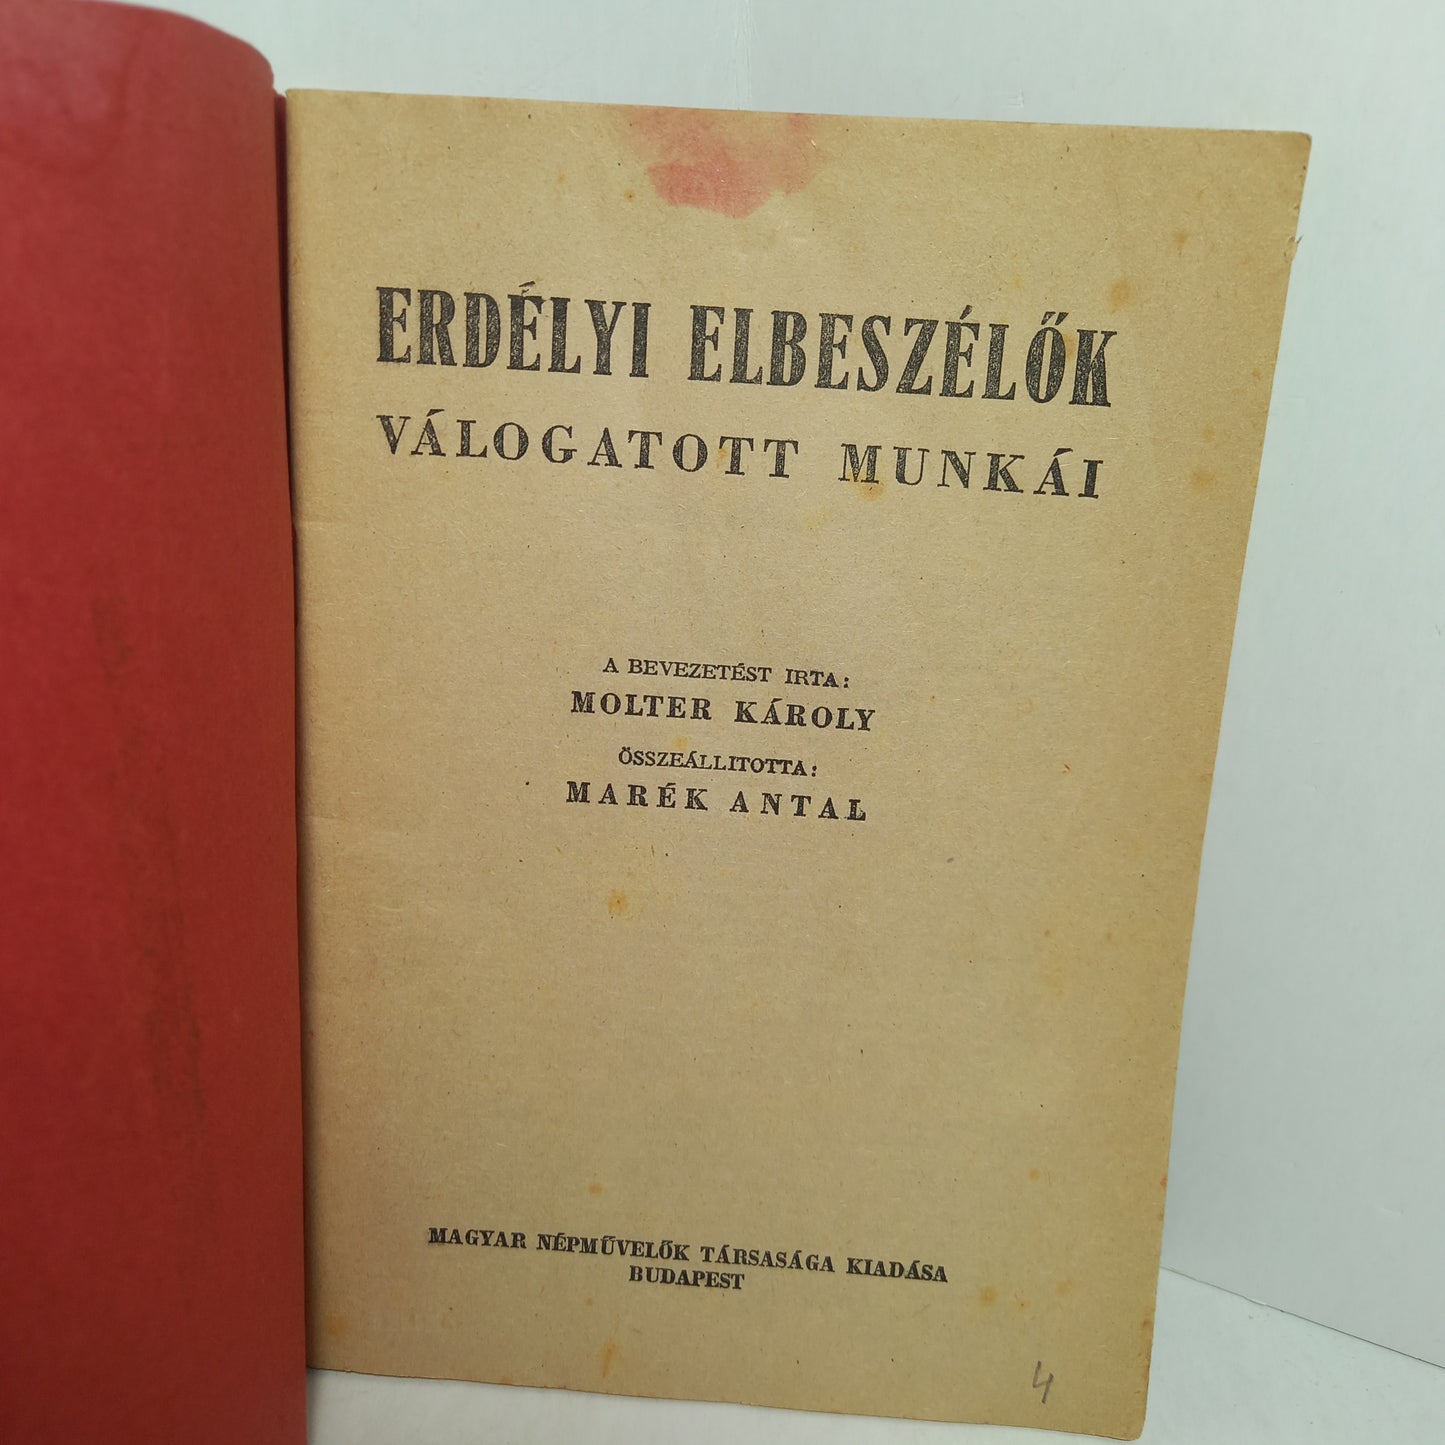 ERDÉLYI ELBESZÉLŐK
VÁLOGATOTT MUNKÁI
A BEVEZETÉST IRTA:
MOLTER KÁROLY
ÖSSZEÁLLITOTTA:
MARÉK ANTAL
MAGYAR NÉPMŰVELŐK TÁRSASÁGA KIADÁSA
BUDAPEST
4